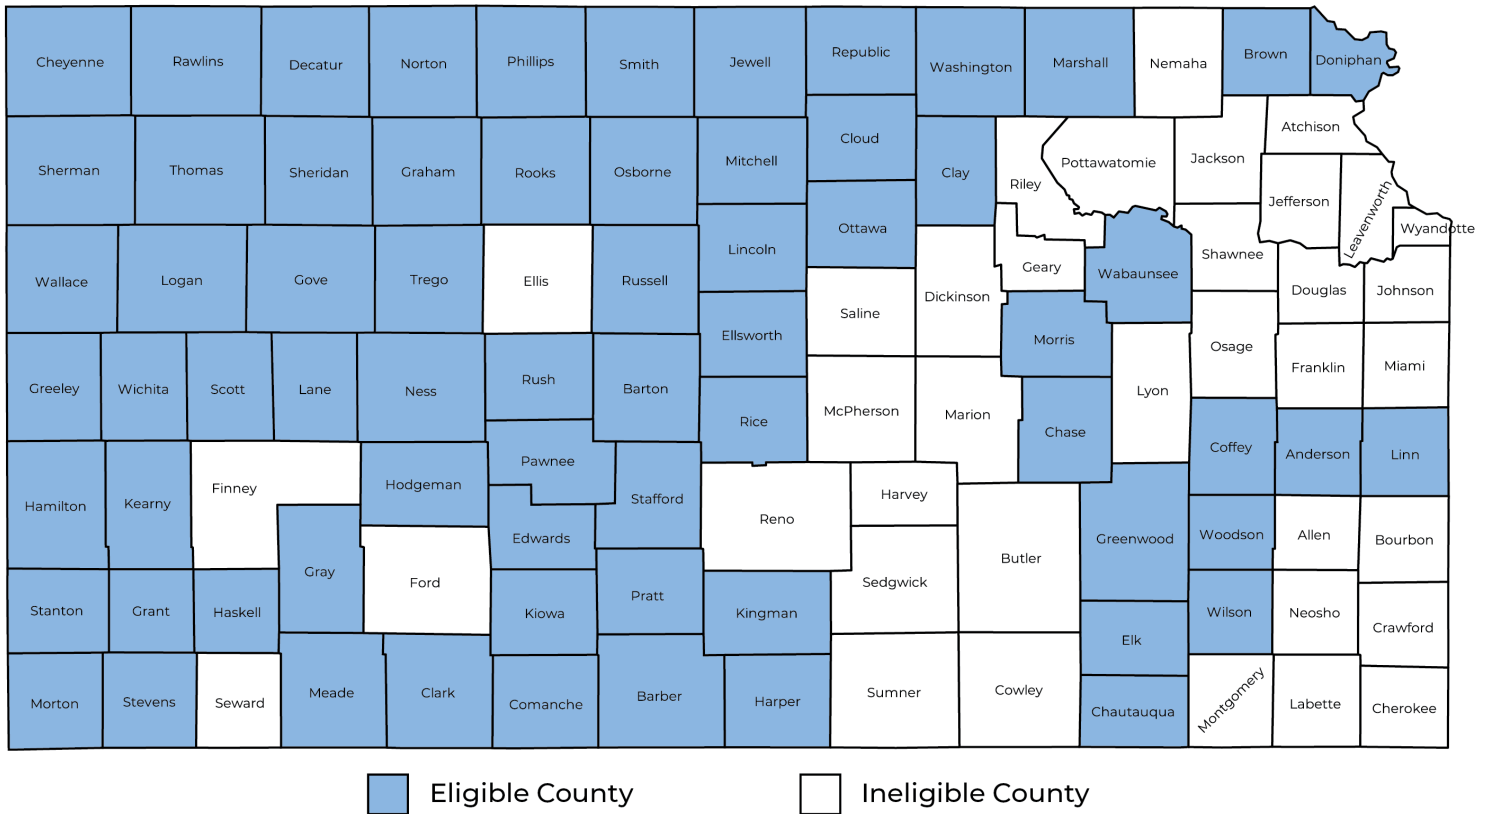 Cheyenne
Rawlins
Decatur
Norton
Phillips
Smith
Jewell
Republic
Washington
Marshall
Nemaha
Brown
Doniphan
Sherman
Thomas
Sheridan
Graham
Rooks
Osborne
Mitchell
Cloud
Clay
Riley
Pottawatomie
Jackson
Atchison
Jefferson
Leavenworth
Wyandotte
Wallace
Logan
Gove
Trego
Ellis
Russell
Lincoln
Ottawa
Saline
Dickinson
Geary
Wabaunsee
Shawnee
Douglas
Johnson
Greeley
Wichita
Scott
Lane
Ness
Rush
Barton
Ellsworth
Rice
McPherson
Marion
Morris
Chase
Lyon
Osage
Franklin
Miami
Hamilton
Kearny
Finney
Hodgeman
Pawnee
Stafford
Edwards
Reno
Harvey
Butler
Greenwood
Coffey
Anderson
Linn
Woodson
Allen
Bourbon
Stanton
Grant
Haskell
Gray
Ford
Kiowa
Pratt
Kingman
Sedgwick
Elk
Wilson
Neosho
Crawford
Morton
Stevens
Seward
Meade
Clark
Comanche
Barber
Harper
Sumner
Cowley
Chautauqua
Montgomery
Labette
Cherokee
Eligible County
Ineligible County